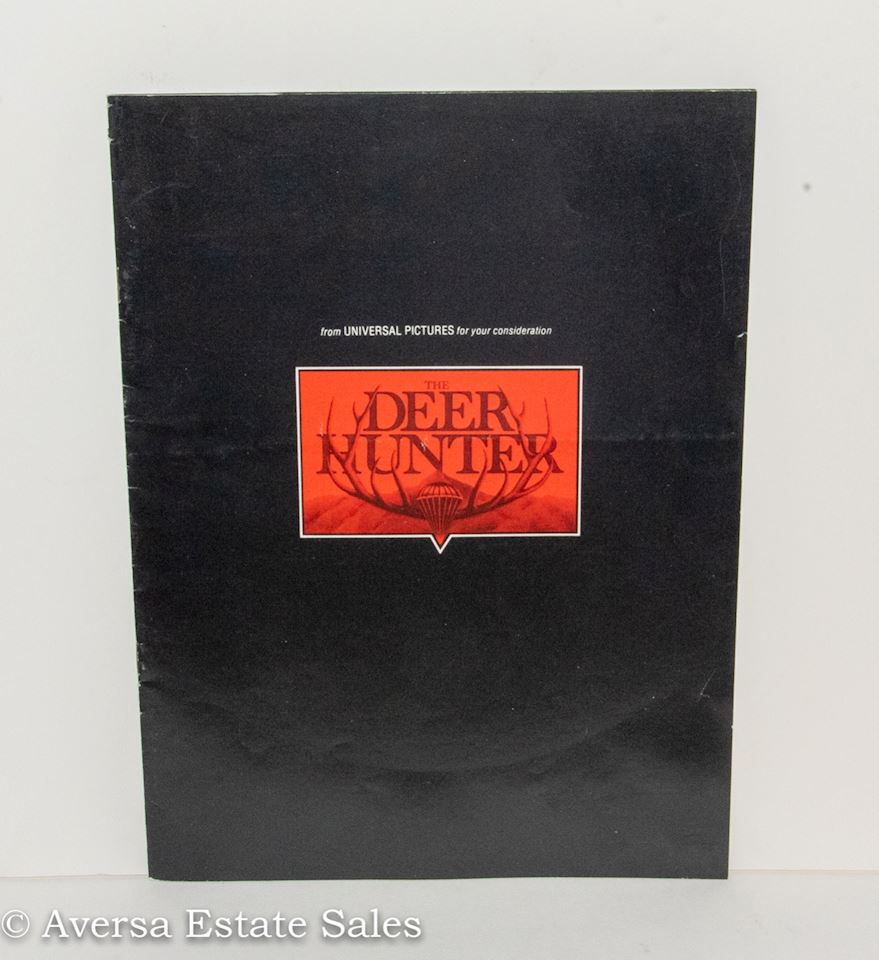 from UNIVERSAL PICTURES for your consideration
THE
DEER
HUNTER
© Aversa Estate Sales